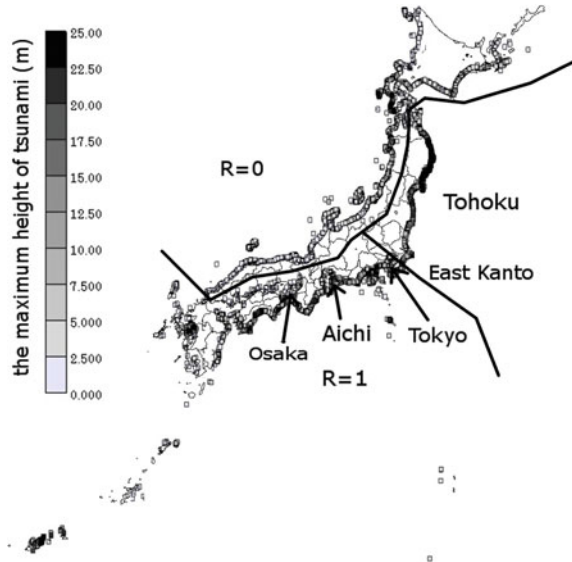 the maximum height of tsunami (m)
25.00
22.50
20.00
17.50
15.00
12.50
10.00
7.500
5.000
2.500
0.000
R=0
Tohoku
East Kanto
Tokyo
Aichi
Osaka
R=1